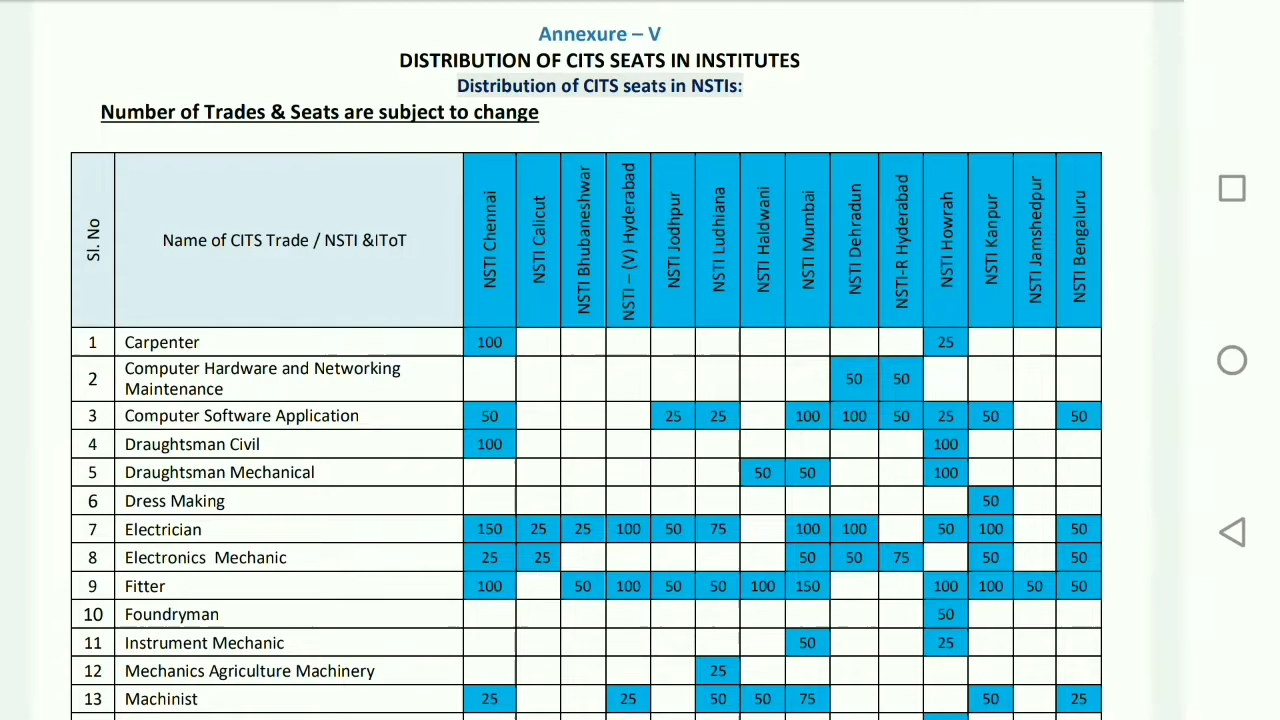 Annexure – V
DISTRIBUTION OF CITS SEATS IN INSTITUTES
Distribution of CITS seats in NSTIs:
Number of Trades & Seats are subject to change
Sl. No Name of CITS Trade / NSTI &IToT NSTI Chennai NSTI Calicut NSTI Bhubaneshwar NSTI – (V) Hyderabad NSTI Jodhpur NSTI Ludhiana NSTI Haldwani NSTI Mumbai NSTI Dehradun NSTI-R Hyderabad NSTI Howrah NSTI Kanpur NSTI Jamshedpur NSTI Bengaluru
1 Carpenter 100 25
2 Computer Hardware and Networking
Maintenance 50 50
3 Computer Software Application 50 25 25 100 100 50 25 50 50
4 Draughtsman Civil 100 100
5 Draughtsman Mechanical 50 50 100
6 Dress Making 50
7 Electrician 150 25 25 100 50 75 100 100 50 100 50
8 Electronics Mechanic 25 25 50 50 75 50 50
9 Fitter 100 50 100 50 50 100 150 100 100 50 50
10 Foundryman 50
11 Instrument Mechanic 50 25
12 Mechanics Agriculture Machinery 25
13 Machinist 25 25 50 50 75 50 25